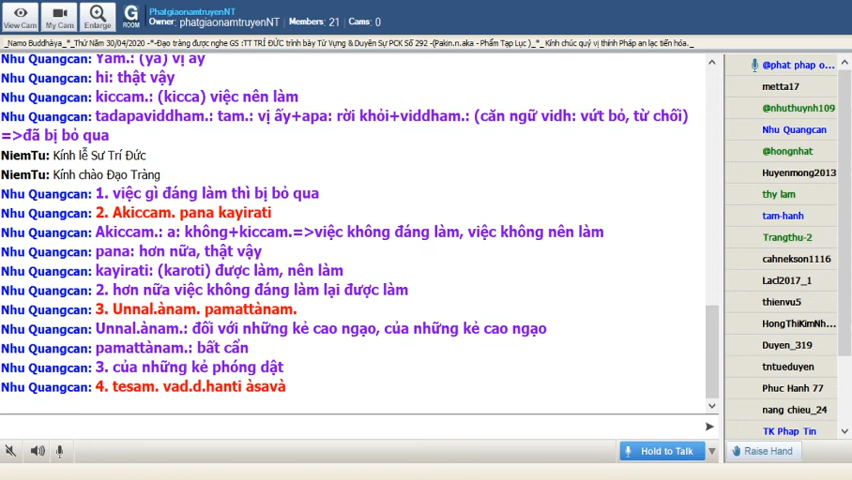 View Cam
My Cam
Enlarge
G ROOM
PhatgiaonamtruyenNT
Owner: phatgiaonamtruyenNT Members: 21 Cams: 0
_Namo Buddhàya_*_Thứ Năm 30/04/2020 -*-Đạo tràng được nghe GS :TT TRÍ ĐỨC trình bày Từ Vựng & Duyên Sự PCK Số 292 -(Pakin.n.aka - Phẩm Tạp Lục )_*_ Kính chúc quý vị thính Pháp an lạc tiến hóa,_*
Nhu Quangcan: Yam.: (ya) vị ấy
Nhu Quangcan: hi: thật vậy
Nhu Quangcan: kiccam.: (kicca) việc nên làm
Nhu Quangcan: tadapaviddham.: tam.: vị ấy+apa: rời khỏi+viddham.: (căn ngữ vidh: vứt bỏ, từ chối)
=>đã bị bỏ qua
NiemTu: Kính lễ Sư Trí Đức
NiemTu: Kính chào Đạo Tràng
Nhu Quangcan: 1. việc gì đáng làm thì bị bỏ qua
Nhu Quangcan: 2. Akiccam. pana kayirati
Nhu Quangcan: Akiccam.: a: không+kiccam.=>việc không đáng làm, việc không nên làm
Nhu Quangcan: pana: hơn nữa, thật vậy
Nhu Quangcan: kayirati: (karoti) được làm, nên làm
Nhu Quangcan: 2. hơn nữa việc không đáng làm lại được làm
Nhu Quangcan: 3. Unnal.ànam. pamattànam.
Nhu Quangcan: Unnal.ànam.: đối với những kẻ cao ngạo, của những kẻ cao ngạo
Nhu Quangcan: pamattànam.: bất cẩn
Nhu Quangcan: 3. của những kẻ phóng dật
Nhu Quangcan: 4. tesam. vad.d.hanti àsavà
@phat phap o...
metta17
@nhuthuynh109
Nhu Quangcan
@hongnhat
Huyenmong2013
thy lam
tam-hanh
Trangthu-2
cahnekson1116
Lacl2017_1
thienvu5
HongThiKimNh...
Duyen_319
tntueduyen
Phuc Hanh 77
nang chieu_24
TK Phap Tin
Hold to Talk
Raise Hand